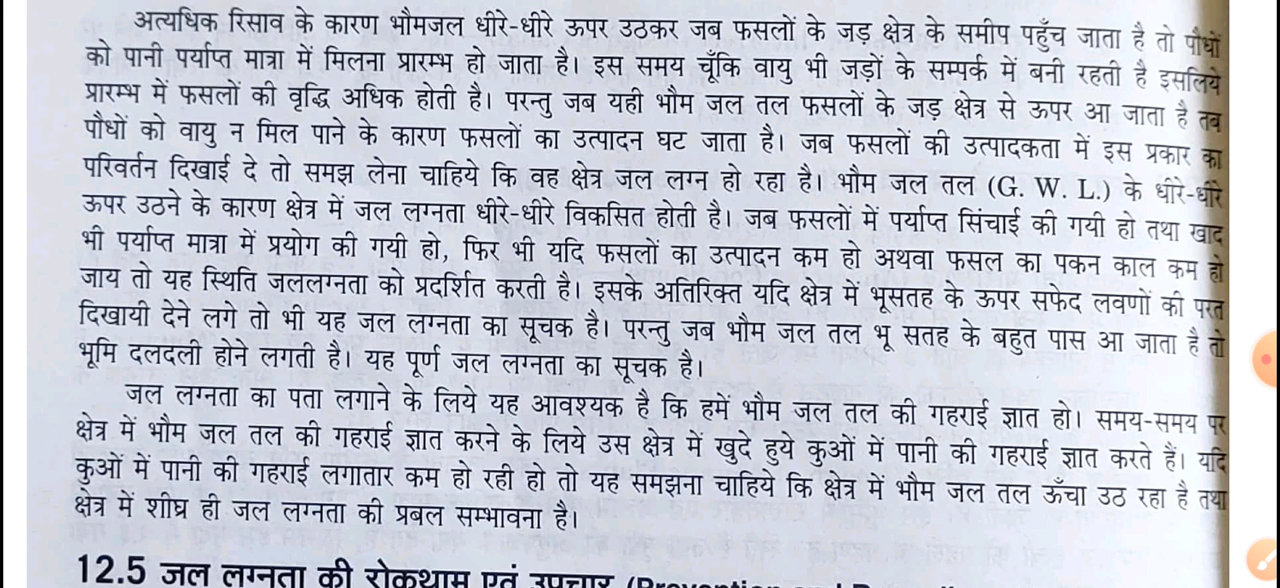 अत्यधिक रिसाव के कारण भौमजल धीरे-धीरे ऊपर उठकर जब फसलों के जड़ क्षेत्र के समीप पहुँच जाता है तो पौधों
को पानी पर्याप्त मात्रा में मिलना प्रारम्भ हो जाता है। इस समय चूँकि वायु भी जड़ों के सम्पर्क में बनी रहती है इसलिये
प्रारम्भ में फसलों की वृद्धि अधिक होती है। परन्तु जब यही भौम जल तल फसलों के जड़ क्षेत्र से ऊपर आ जाता है तब
पौधों को वायु न मिल पाने के कारण फसलों का उत्पादन घट जाता है। जब फसलों की उत्पादकता में इस प्रकार का
परिवर्तन दिखाई दे तो समझ लेना चाहिये कि वह क्षेत्र जल लग्न हो रहा है। भौम जल तल (G. W. L.) के धीरे-धीरे
ऊपर उठने के कारण क्षेत्र में जल लग्नता धीरे-धीरे विकसित होती है। जब फसलों में पर्याप्त सिंचाई की गयी हो तथा खाद
भी पर्याप्त मात्रा में प्रयोग की गयी हो, फिर भी यदि फसलों का उत्पादन कम हो अथवा फसल का पकन काल कम हो
जाय तो यह स्थिति जललग्नता को प्रदर्शित करती है। इसके अतिरिक्त यदि क्षेत्र में भूसतह के ऊपर सफेद लवणों की परत
दिखायी देने लगे तो भी यह जल लग्नता का सूचक है। परन्तु जब भौम जल तल भू सतह के बहुत पास आ जाता है तो
भूमि दलदली होने लगती है। यह पूर्ण जल लग्नता का सूचक है।
जल लग्नता का पता लगाने के लिये यह आवश्यक है कि हमें भौम जल तल की गहराई ज्ञात हो। समय-समय पर
क्षेत्र में भौम जल तल की गहराई ज्ञात करने के लिये उस क्षेत्र में खुदे हुये कुओं में पानी की गहराई ज्ञात करते हैं। यदि
कुओं में पानी की गहराई लगातार कम हो रही हो तो यह समझना चाहिये कि क्षेत्र में भौम जल तल ऊँचा उठ रहा है तथा
क्षेत्र में शीघ्र ही जल लग्नता की प्रबल सम्भावना है।
12.5 जल लग्नता की रोकथाम एवं उपचार (Prevention and